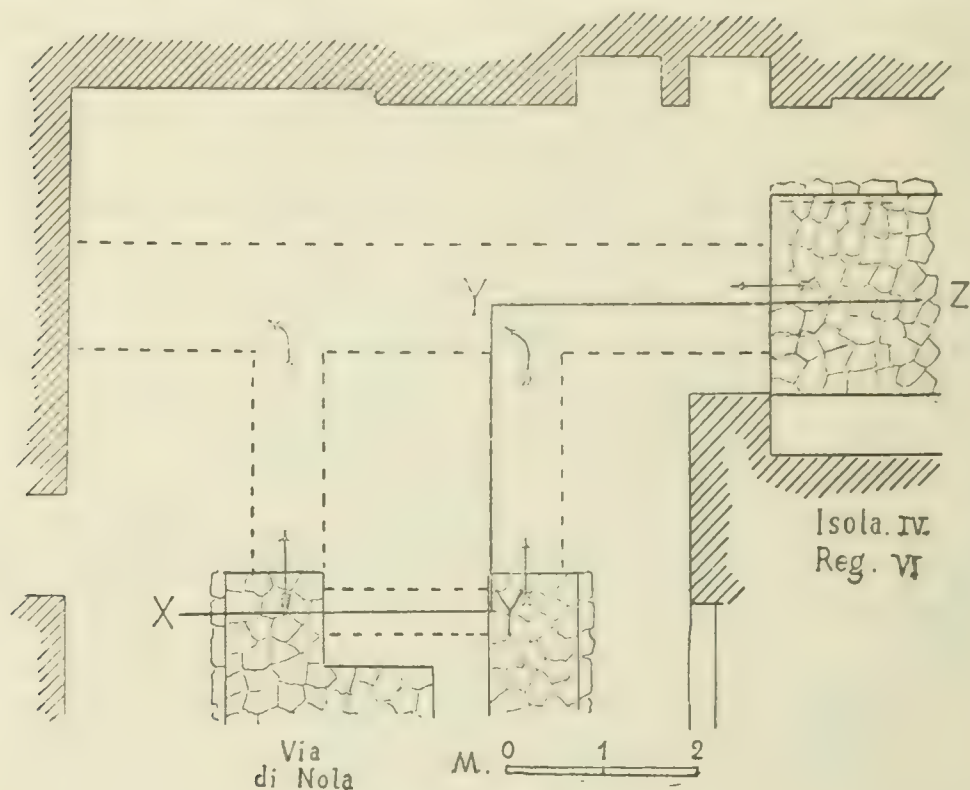 Y
Z
Isola. IV.
Reg. VI
X
Y
Via
di Nola
M. 0 1 2